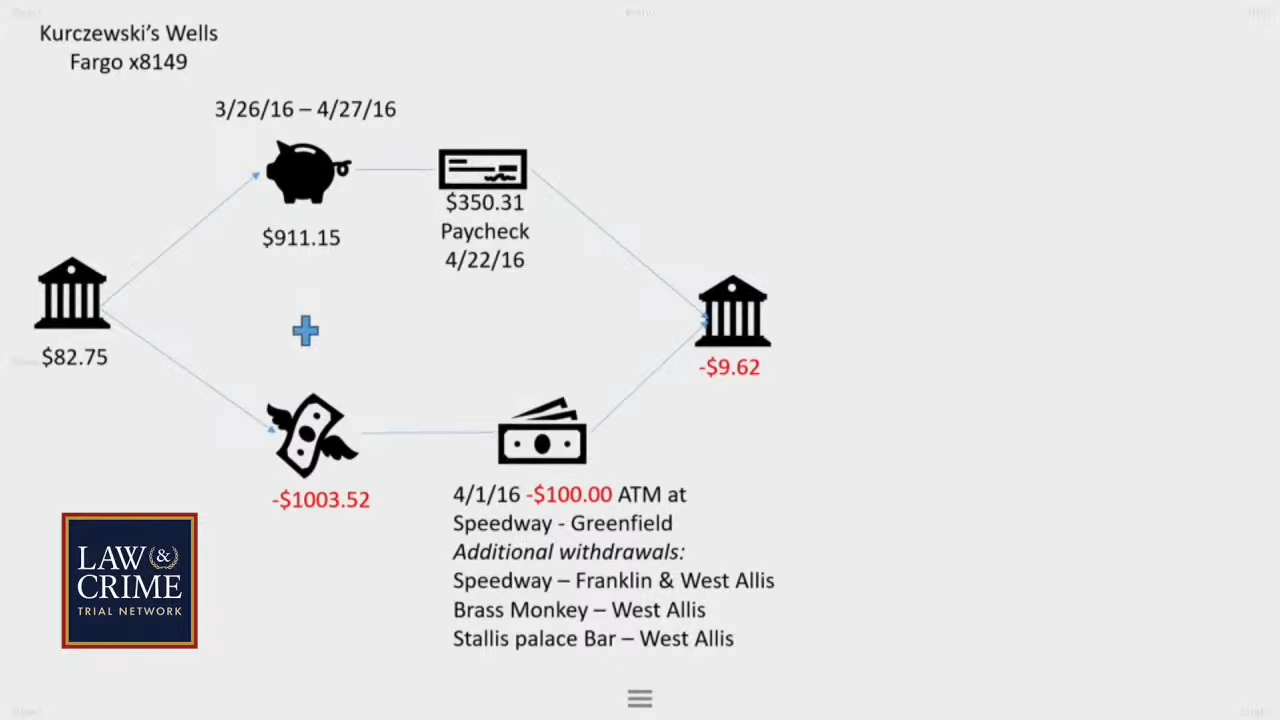 Kurczewski's Wells
Fargo x8149
3/26/16 – 4/27/16
$911.15
$350.31
Paycheck
4/22/16
$82.75
-$9.62
-$1003.52
4/1/16 -$100.00 ATM at
Speedway - Greenfield
Additional withdrawals:
Speedway – Franklin & West Allis
Brass Monkey – West Allis
Stallis palace Bar – West Allis
LAW &
CRIME
TRIAL NETWORK